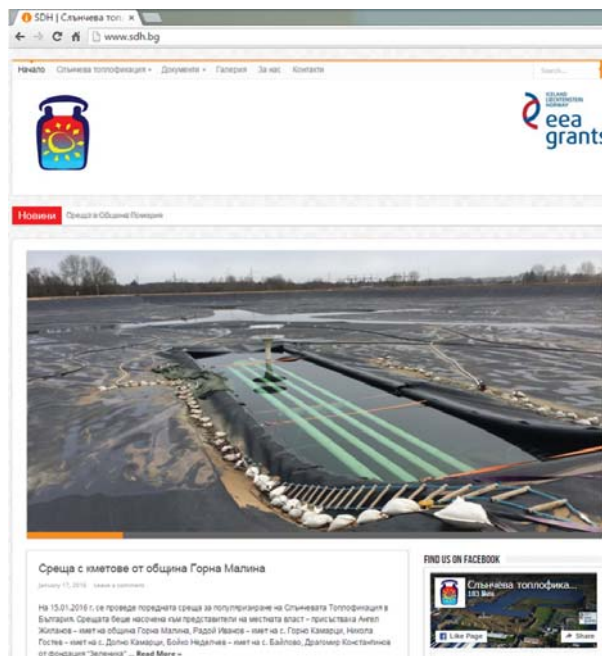 SDH | Слънчева топ
www.sdh.bg
Начало Слънчева топлофикация Документи Галерия За нас Контакти
Search...
ICELAND
LIECHTENSTEIN
NORWAY
eea
grants
Новини Среща в Община Поморие
Среща с кметове от община Горна Малина
January 17, 2016 Leave a comment
На 15.01.2016 г. се проведе поредната среща за популяризиране на Слънчевата Топлофикация в
България. Срещата беше насочена към представители на местната власт – присъстваха Ангел
Жиланов – кмет на община Горна Малина, Радой Иванов – кмет на с. Горно Камарци, Никола
Гостев – кмет на с. Долно Камарци, Бойко Неделчев – кмет на с. Байлово, Драгомир Константинов
от фондация "Зеленика" ... Read More »
FIND US ON FACEBOOK
Слънчева топлофика...
183 likes
Like Page
Share